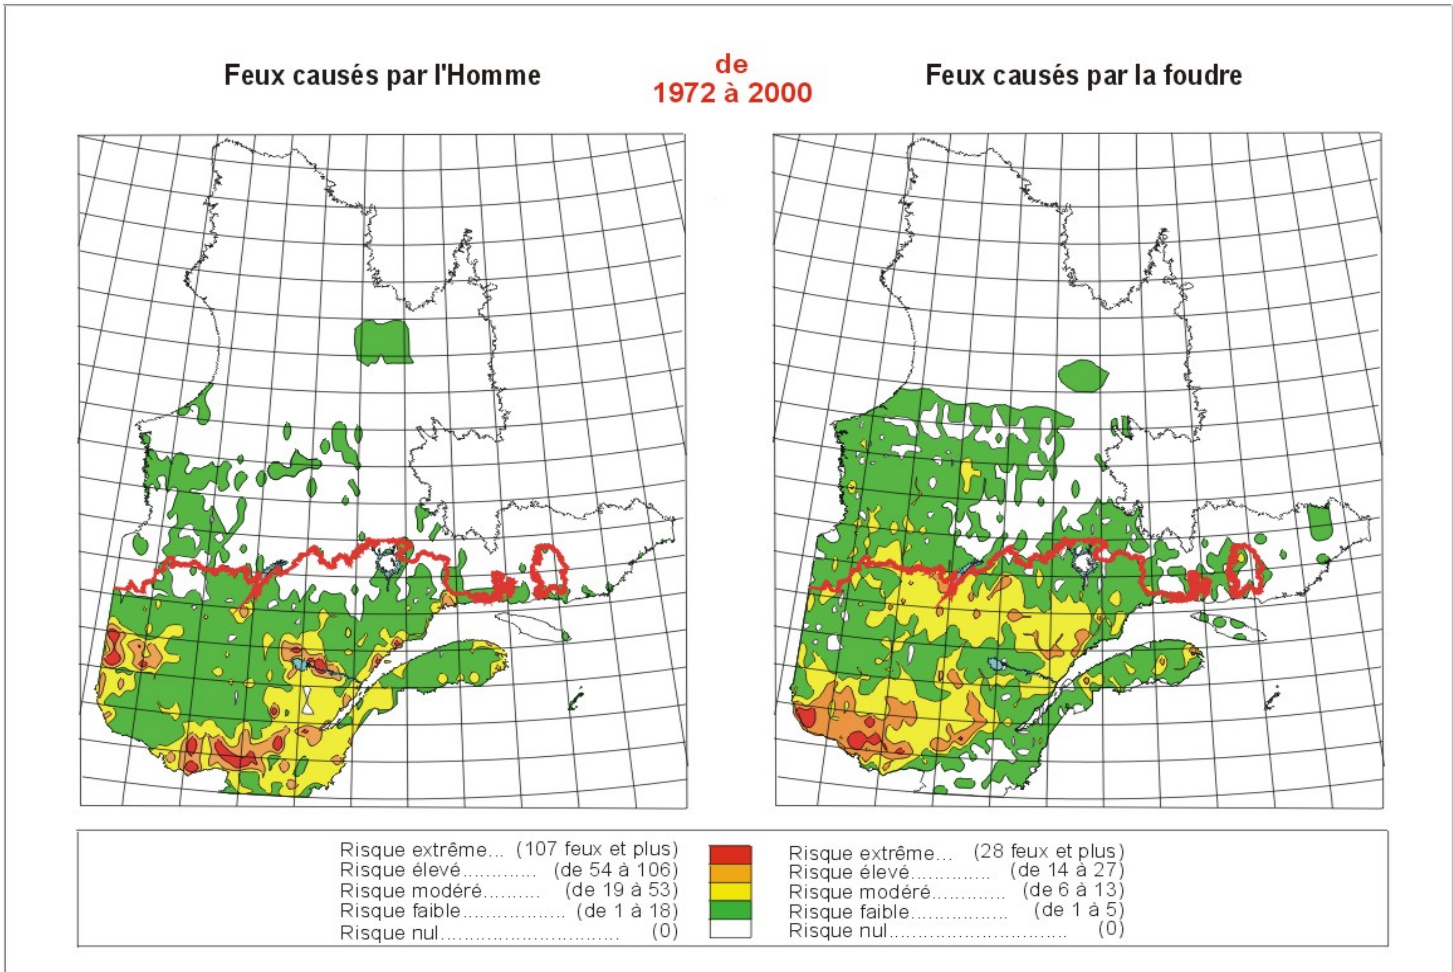 Feux causés par l'Homme
de
1972 à 2000
Feux causés par la foudre
Risque extrême... (107 feux et plus)
Risque élevé............. (de 54 à 106)
Risque modéré.......... (de 19 à 53)
Risque faible.................. (de 1 à 18)
Risque nul............................... (0)
Risque extrême... (28 feux et plus)
Risque élevé.............. (de 14 à 27)
Risque modéré............. (de 6 à 13)
Risque faible................. (de 1 à 5)
Risque nul............................... (0)